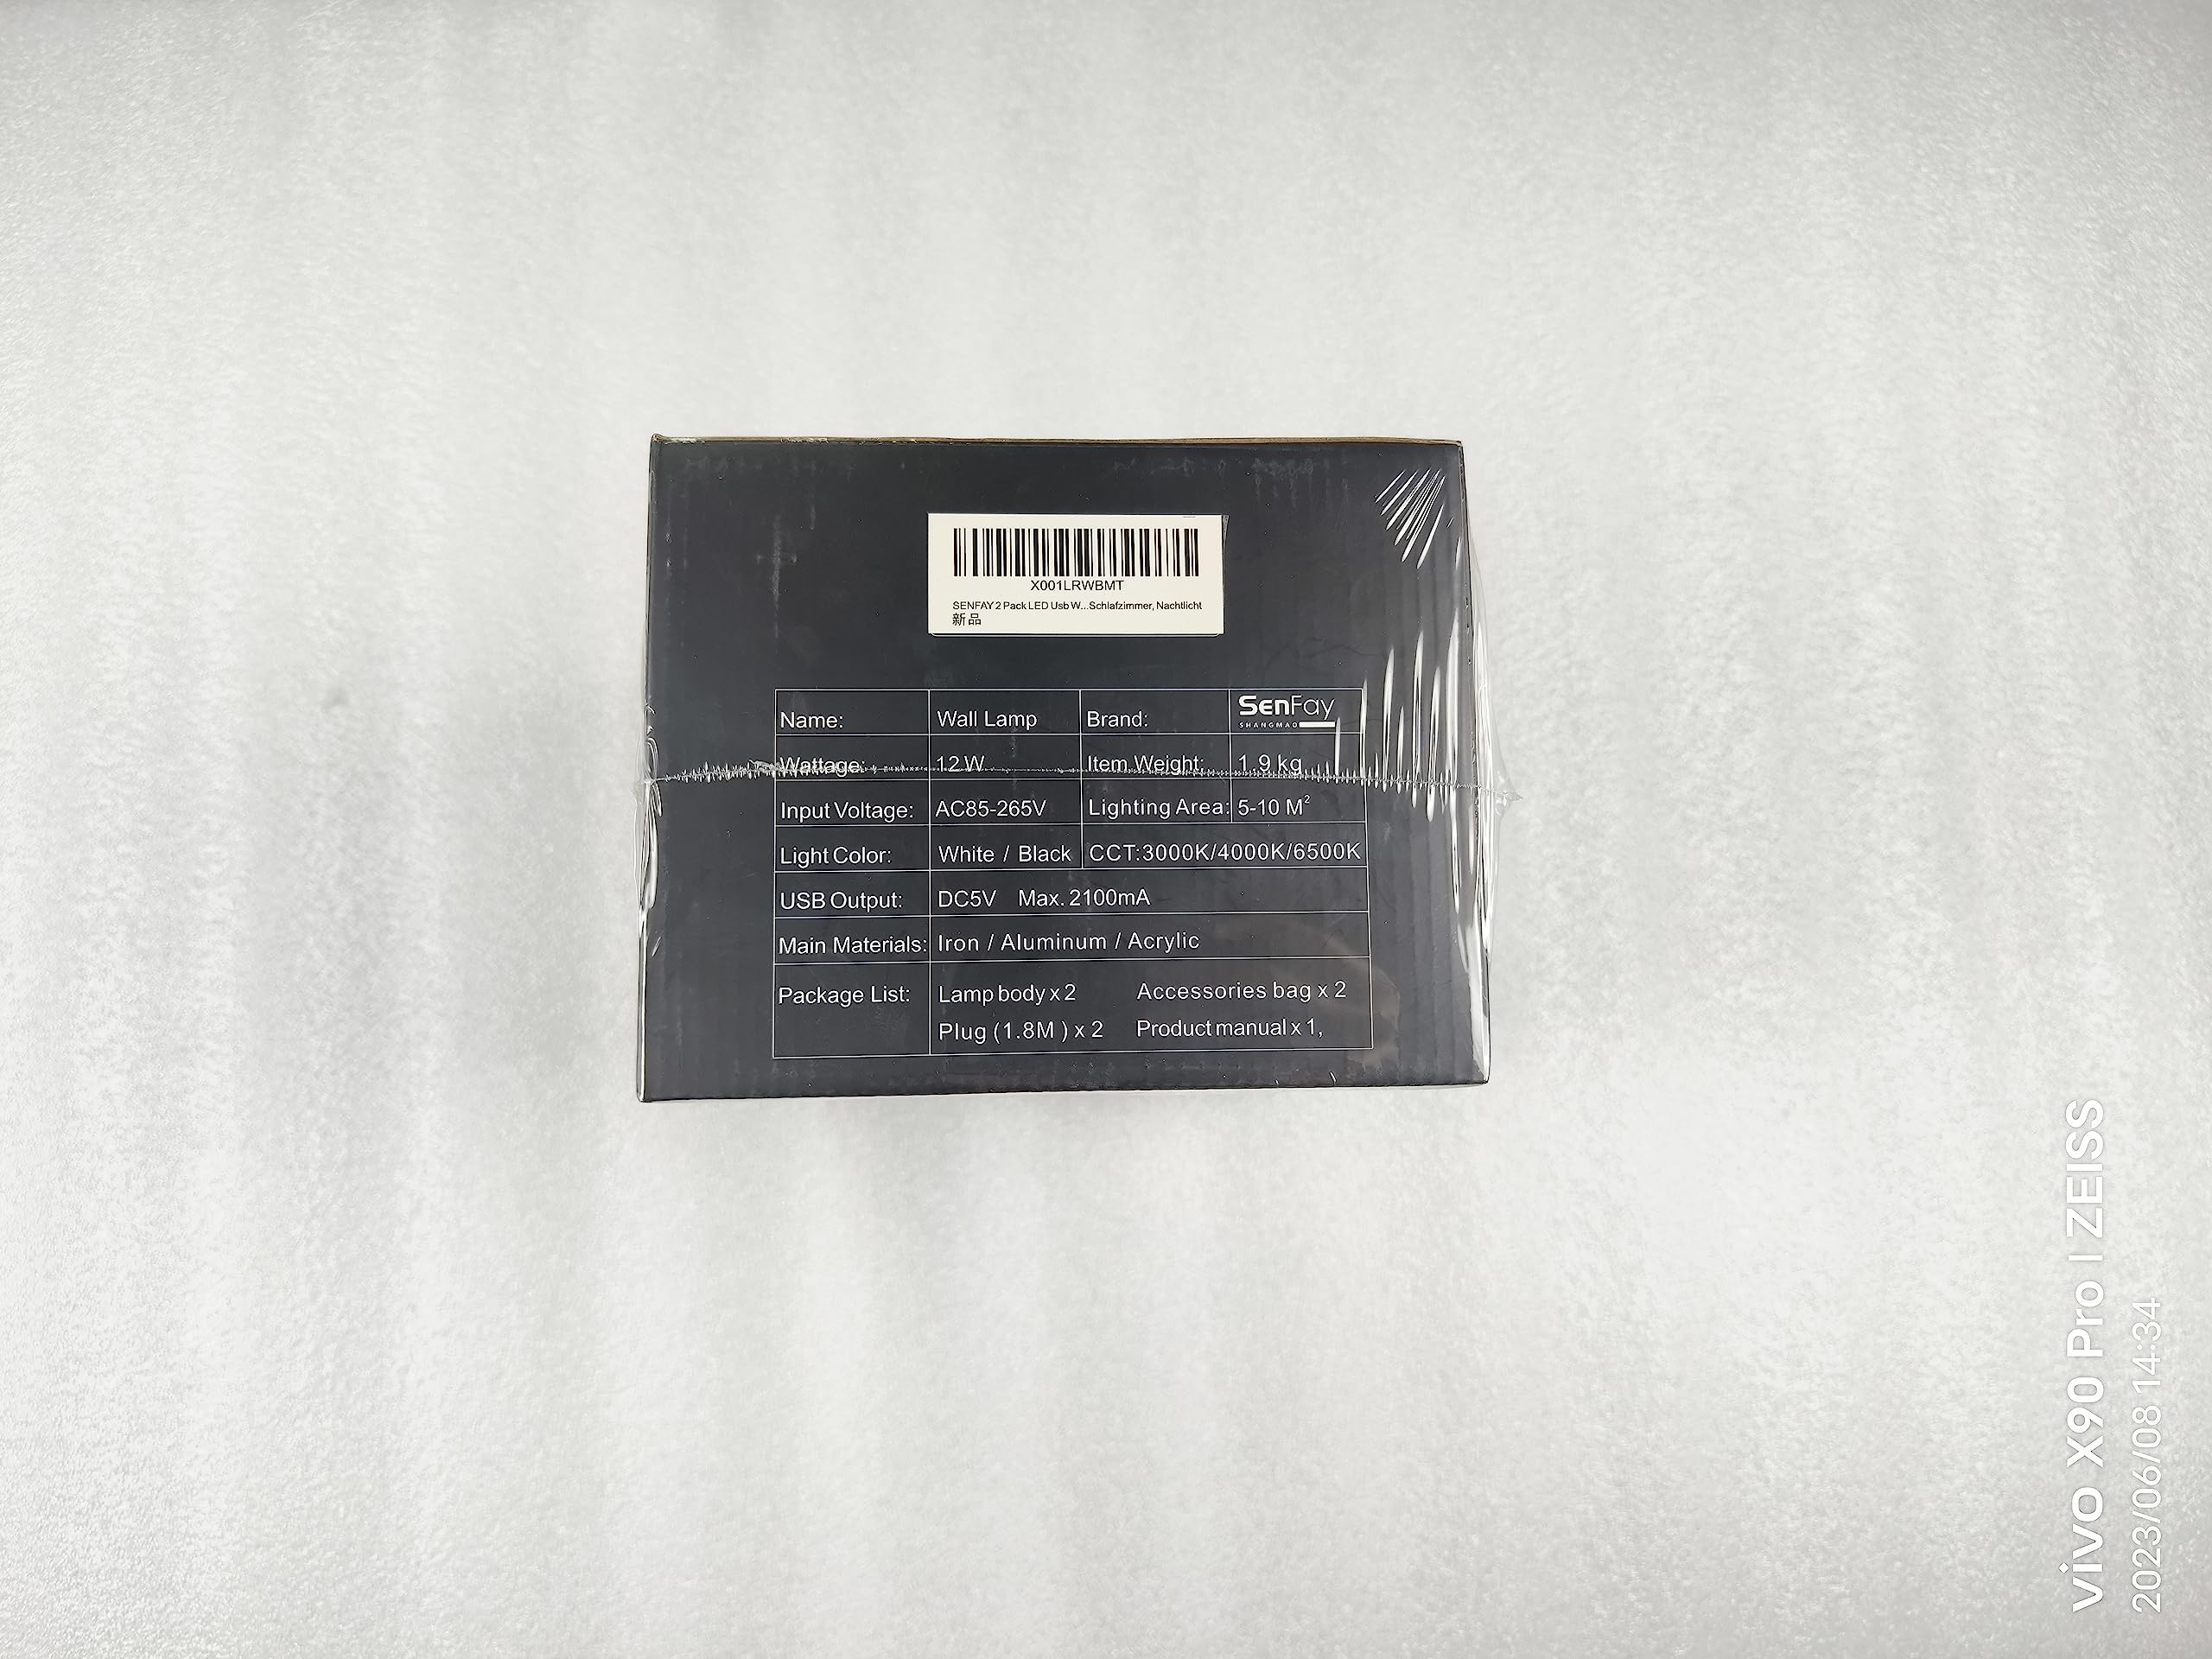 X001LRWBMT
SENFAY 2 Pack LED Usb W...Schlafzimmer, Nachtlicht
新品
Name: Wall Lamp Brand: SenFay
SHANGMAO
Wattage: 12 W Item Weight: 1.9 kg
Input Voltage: AC85-265V Lighting Area: 5-10 M²
Light Color: White / Black CCT:3000K/4000K/6500K
USB Output: DC5V Max. 2100mA
Main Materials: Iron / Aluminum / Acrylic
Package List: Lamp body x 2 Accessories bag x 2
Plug (1.8M ) x 2 Product manual x 1,
vivo X90 Pro | ZEISS
2023/06/08 14:34